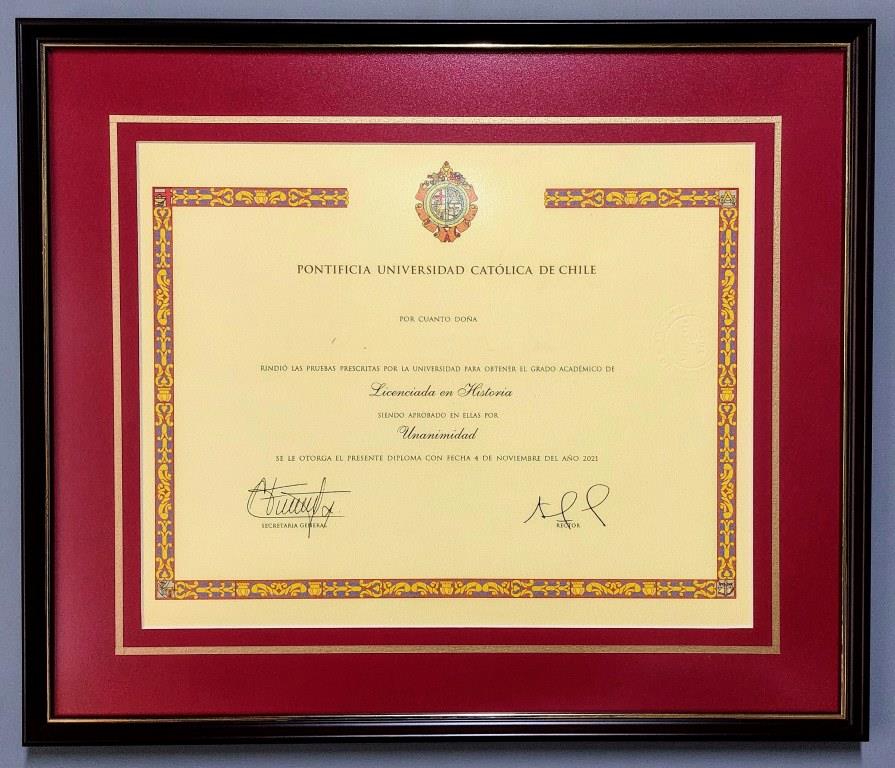 PONTIFICIA UNIVERSIDAD CATÓLICA DE CHILE
POR CUANTO DOÑA
RINDIÓ LAS PRUEBAS PRESCRITAS POR LA UNIVERSIDAD PARA OBTENER EL GRADO ACADÉMICO DE
Licenciada en Historia
SIENDO APROBADO EN ELLAS POR
Unanimidad
SE LE OTORGA EL PRESENTE DIPLOMA CON FECHA 4 DE NOVIEMBRE DEL AÑO 2021
SECRETARIA GENERAL
RECTOR